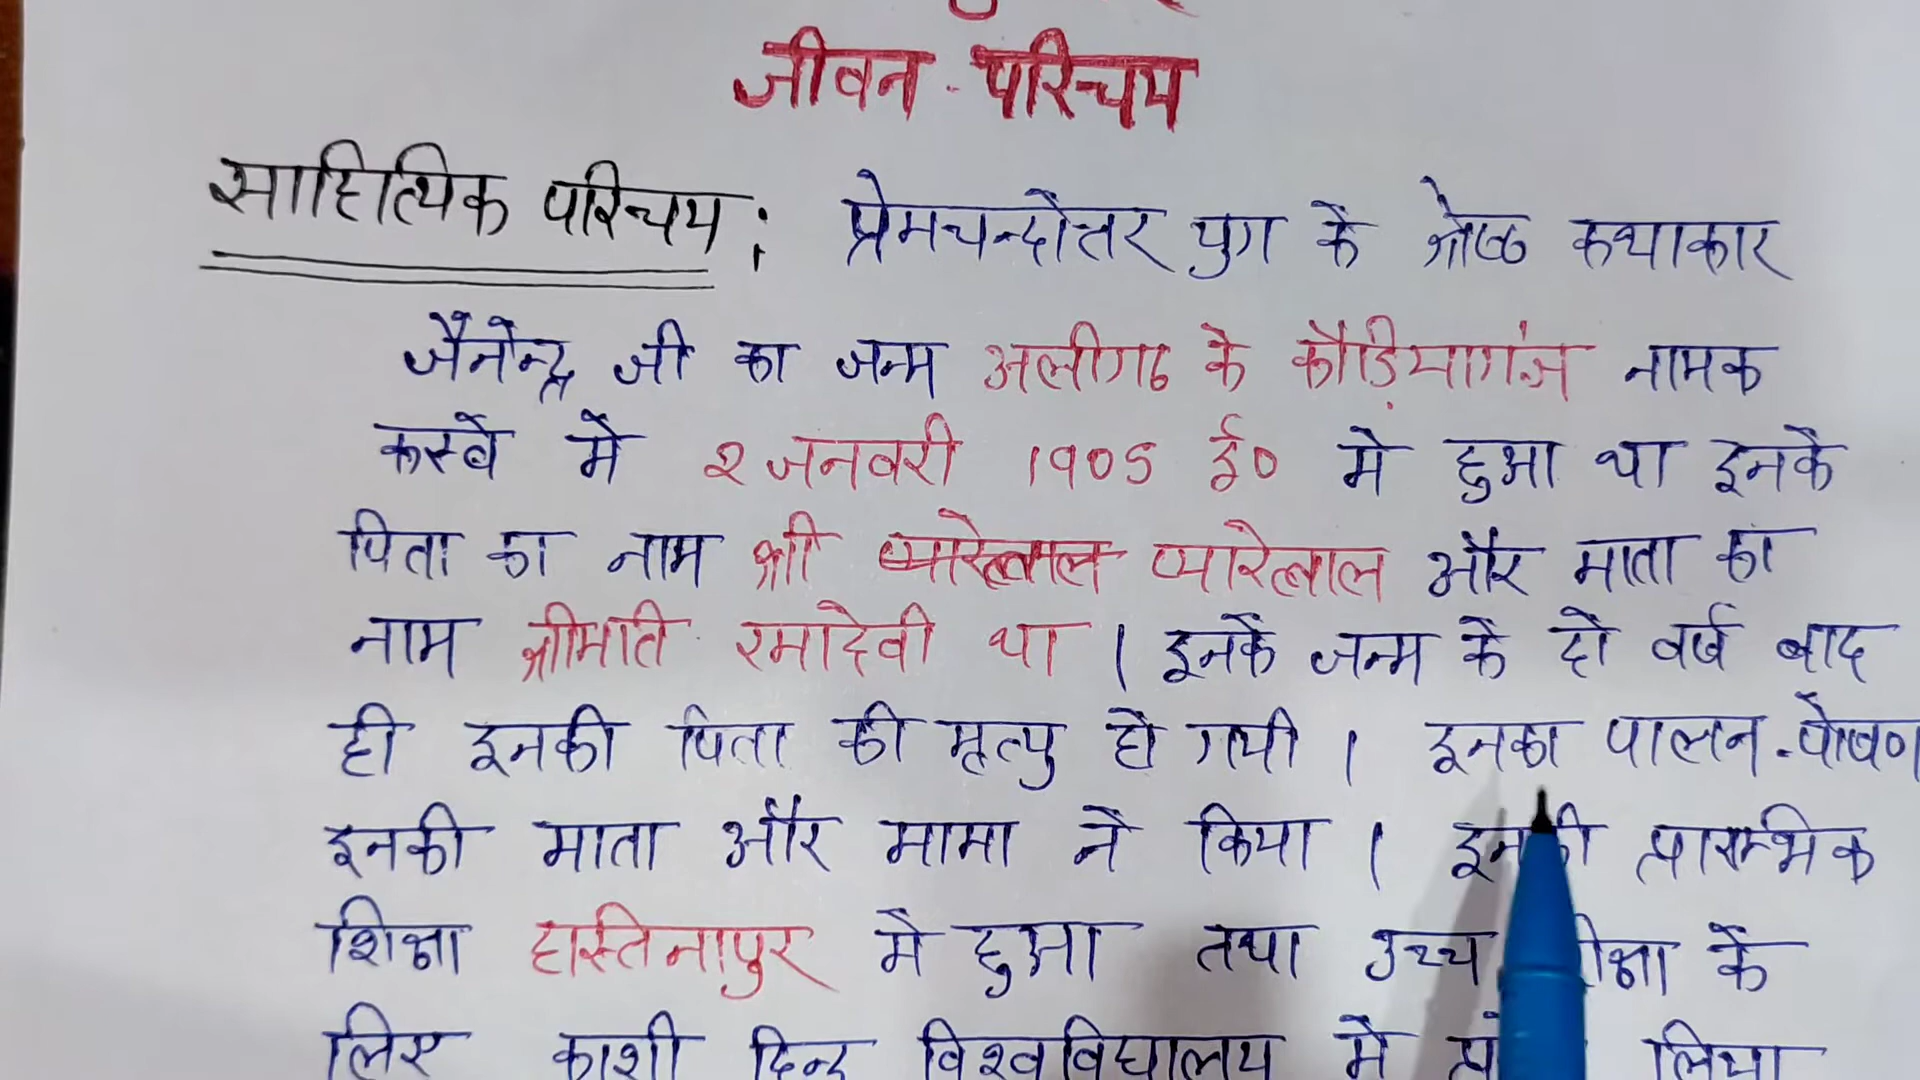 जीवन - परिचय
साहित्यिक परिचय : प्रेमचन्दोत्तर युग के श्रेष्ठ कथाकार
जैनेन्द्र जी का जन्म अलीगढ के कौड़ियागंज नामक
कस्बे में 2 जनवरी 1905 ई० मे हुआ था इनके
पिता का नाम श्री प्यारेलाल प्यारेलाल और माता का
नाम श्रीमति रमादेवी था । इनके जन्म के दो वर्ष बाद
ही इनकी पिता की मृत्यु हो गयी । इनका पालन-पोषण
इनकी माता और मामा ने किया । इनकी प्रारम्भिक
शिक्षा हास्तिनापुर मे हुआ तथा उच्च के
लिए काशी हिन्दू विश्वविद्यालय में लिया